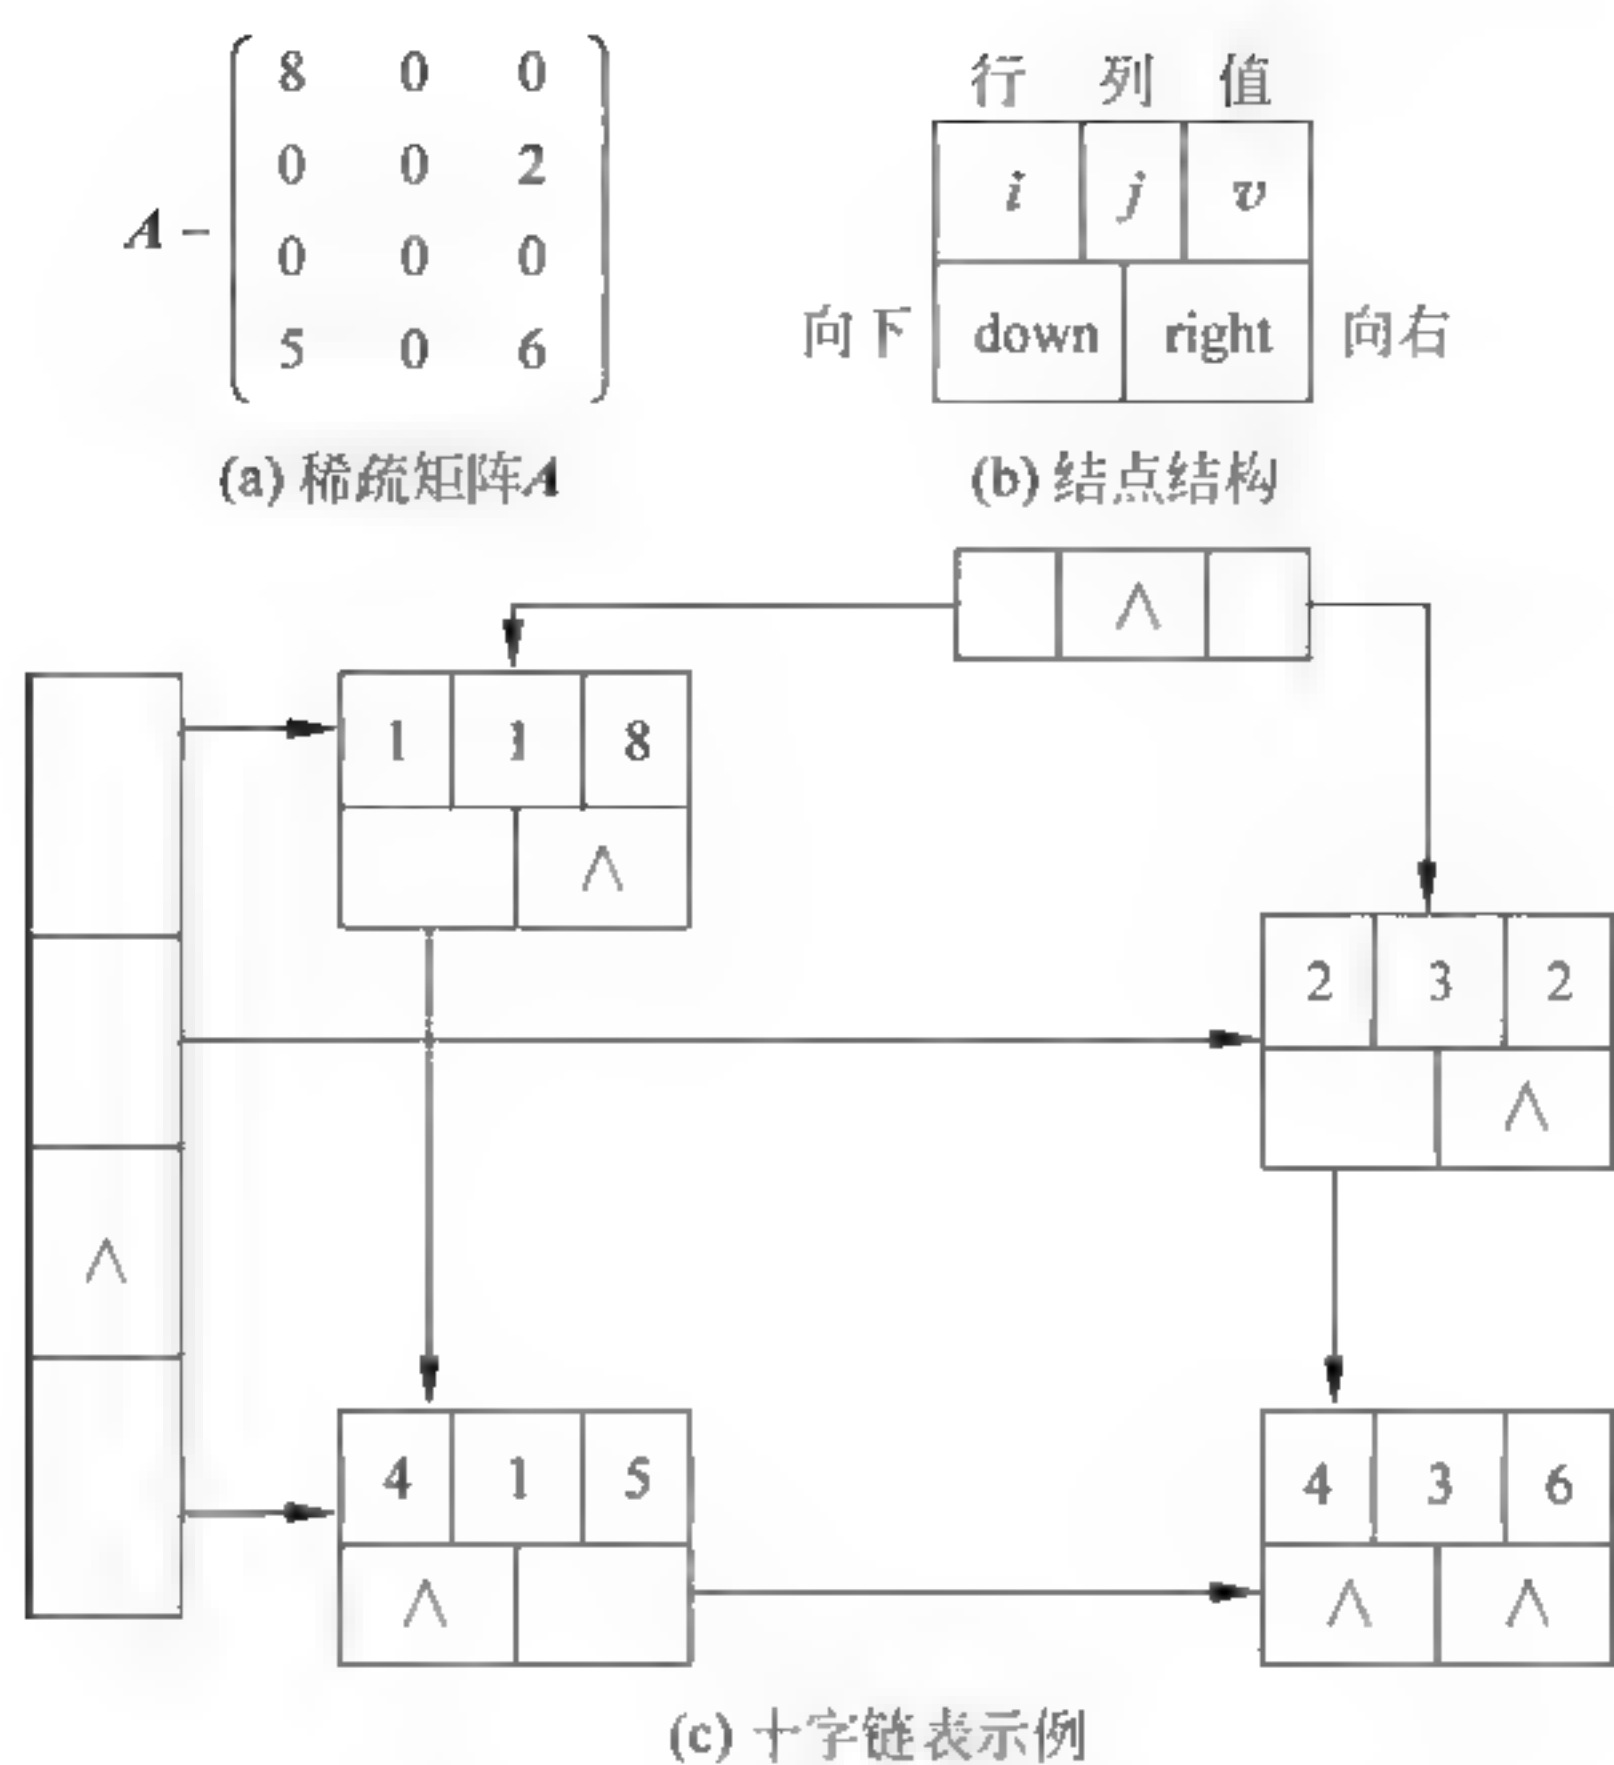 8 0 0
行 列 值
0 0 2
i j v
A =
0 0 0
向下 down right 向右
5 0 6
(a) 稀疏矩阵A
(b) 结点结构
∧
1 1 8
∧
2 3 2
∧
∧
4 1 5
4 3 6
∧
∧ ∧
(c) 十字链表示例